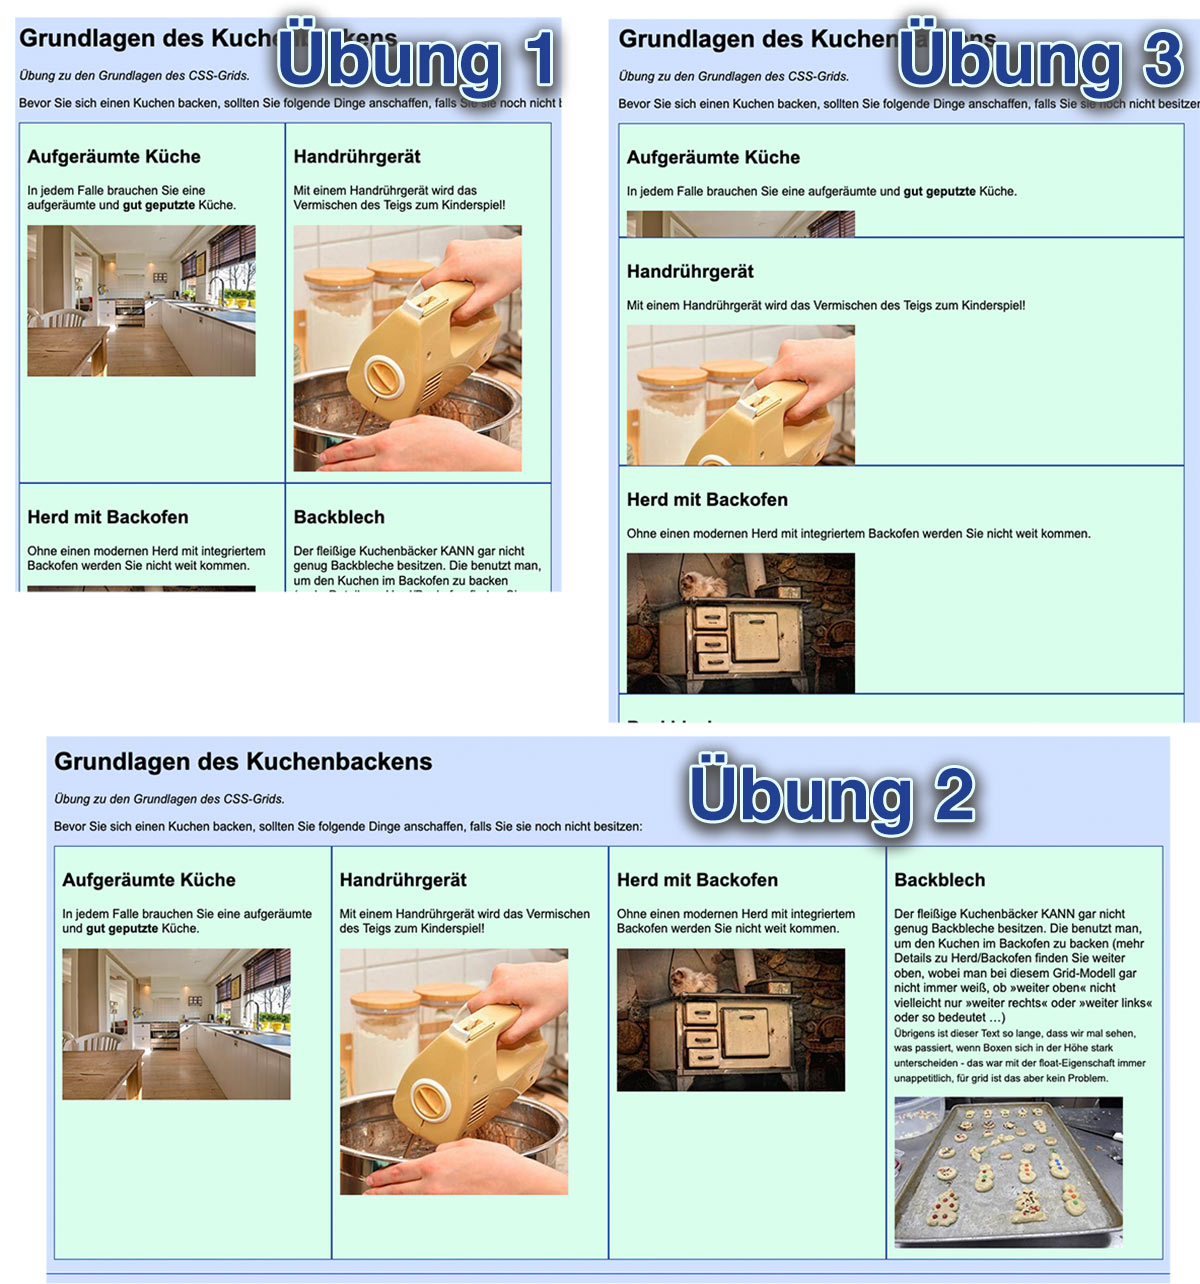 Grundlagen des Kuchenbackens
Übung 1
Übung zu den Grundlagen des CSS-Grids.
Bevor Sie sich einen Kuchen backen, sollten Sie folgende Dinge anschaffen, falls Sie sie noch nicht
Aufgeräumte Küche
In jedem Falle brauchen Sie eine
aufgeräumte und gut geputzte Küche.
Handrührgerät
Mit einem Handrührgerät wird das
Vermischen des Teigs zum Kinderspiel!
Herd mit Backofen
Ohne einen modernen Herd mit integriertem
Backofen werden Sie nicht weit kommen.
Backblech
Der fleißige Kuchenbäcker KANN gar nicht
genug Backbleche besitzen. Die benutzt man,
um den Kuchen im Backofen zu backen
Grundlagen des Kuchenbackens
Übung 3
Übung zu den Grundlagen des CSS-Grids.
Bevor Sie sich einen Kuchen backen, sollten Sie folgende Dinge anschaffen, falls Sie sie noch nicht besitzen
Aufgeräumte Küche
In jedem Falle brauchen Sie eine aufgeräumte und gut geputzte Küche.
Handrührgerät
Mit einem Handrührgerät wird das Vermischen des Teigs zum Kinderspiel!
Herd mit Backofen
Ohne einen modernen Herd mit integriertem Backofen werden Sie nicht weit kommen.
Grundlagen des Kuchenbackens
Übung 2
Übung zu den Grundlagen des CSS-Grids.
Bevor Sie sich einen Kuchen backen, sollten Sie folgende Dinge anschaffen, falls Sie sie noch nicht besitzen:
Aufgeräumte Küche
In jedem Falle brauchen Sie eine aufgeräumte
und gut geputzte Küche.
Handrührgerät
Mit einem Handrührgerät wird das Vermischen
des Teigs zum Kinderspiel!
Herd mit Backofen
Ohne einen modernen Herd mit integriertem
Backofen werden Sie nicht weit kommen.
Backblech
Der fleißige Kuchenbäcker KANN gar nicht
genug Backbleche besitzen. Die benutzt man,
um den Kuchen im Backofen zu backen (mehr
Details zu Herd/Backofen finden Sie weiter
oben, wobei man bei diesem Grid-Modell gar
nicht immer weiß, ob »weiter oben« nicht
vielleicht nur »weiter rechts« oder »weiter links«
oder so bedeutet ...)
Übrigens ist dieser Text so lange, dass wir mal sehen,
was passiert, wenn Boxen sich in der Höhe stark
unterscheiden - das war mit der float-Eigenschaft immer
unappetitlich, für grid ist das aber kein Problem.